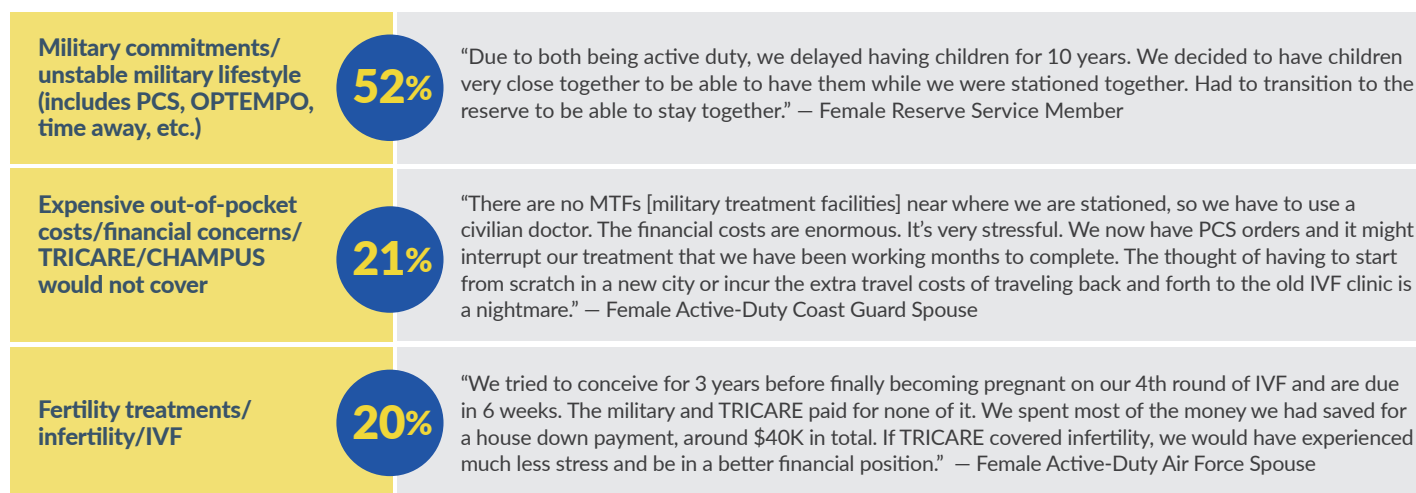 Military commitments/
unstable military lifestyle
(includes PCS, OPTEMPO,
time away, etc.)
52%
“Due to both being active duty, we delayed having children for 10 years. We decided to have children
very close together to be able to have them while we were stationed together. Had to transition to the
reserve to be able to stay together.” — Female Reserve Service Member
Expensive out-of-pocket
costs/financial concerns/
TRICARE/CHAMPUS
would not cover
21%
“There are no MTFs [military treatment facilities] near where we are stationed, so we have to use a
civilian doctor. The financial costs are enormous. It’s very stressful. We now have PCS orders and it might
interrupt our treatment that we have been working months to complete. The thought of having to start
from scratch in a new city or incur the extra travel costs of traveling back and forth to the old IVF clinic is
a nightmare.” — Female Active-Duty Coast Guard Spouse
Fertility treatments/
infertility/IVF
20%
“We tried to conceive for 3 years before finally becoming pregnant on our 4th round of IVF and are due
in 6 weeks. The military and TRICARE paid for none of it. We spent most of the money we had saved for
a house down payment, around $40K in total. If TRICARE covered infertility, we would have experienced
much less stress and be in a better financial position.”  — Female Active-Duty Air Force Spouse